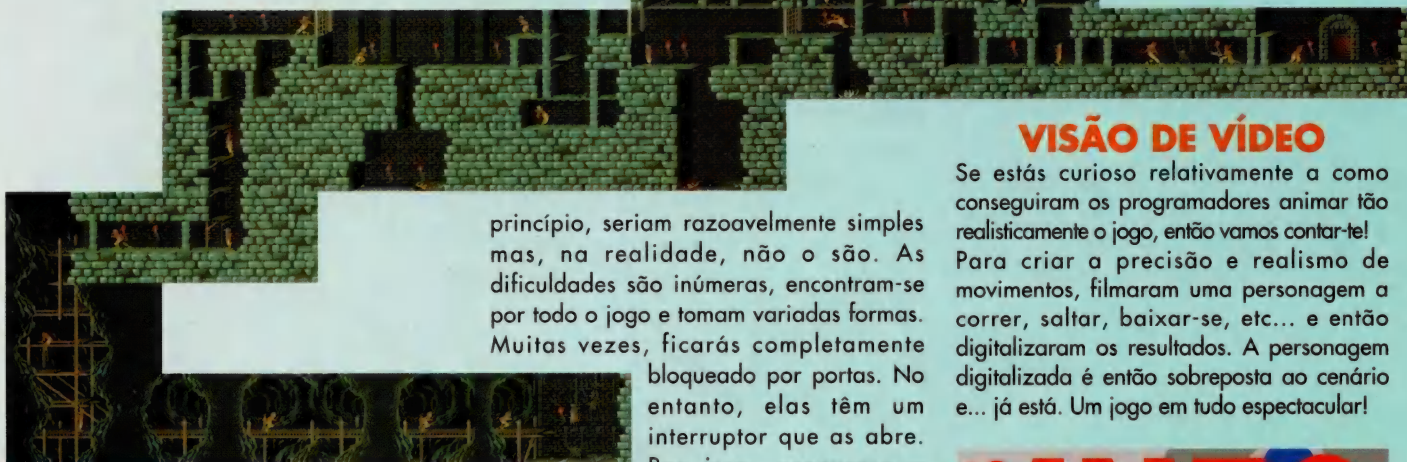 princípio, seriam razoavelmente simples
mas, na realidade, não o são. As
dificuldades são inúmeras, encontram-se
por todo o jogo e tomam variadas formas.
Muitas vezes, ficarás completamente
bloqueado por portas. No
entanto, elas têm um
interruptor que as abre.
VISÃO DE VÍDEO
Se estás curioso relativamente a como
conseguiram os programadores animar tão
realisticamente o jogo, então vamos contar-te!
Para criar a precisão e realismo de
movimentos, filmaram uma personagem a
correr, saltar, baixar-se, etc... e então
digitalizaram os resultados. A personagem
digitalizada é então sobreposta ao cenário
e... já está. Um jogo em tudo espectacular!